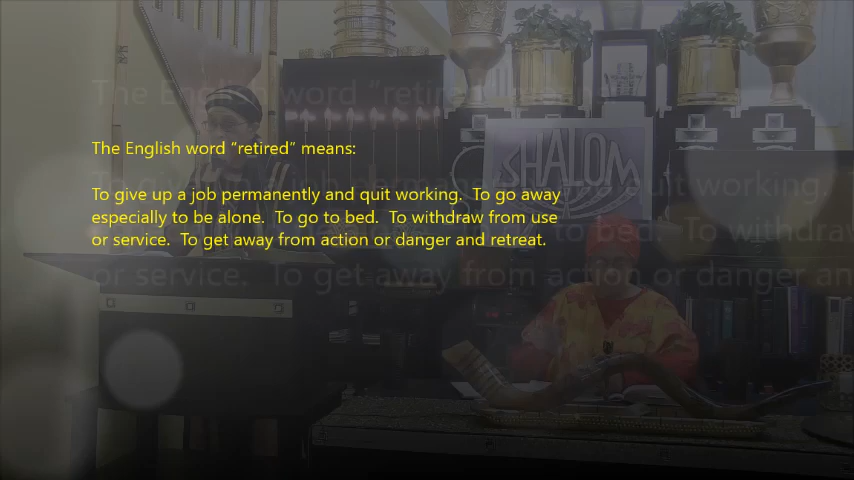 The English word “retired” means:
To give up a job permanently and quit working.  To go away
especially to be alone.  To go to bed.  To withdraw from use
or service.  To get away from action or danger and retreat.
SHALOM